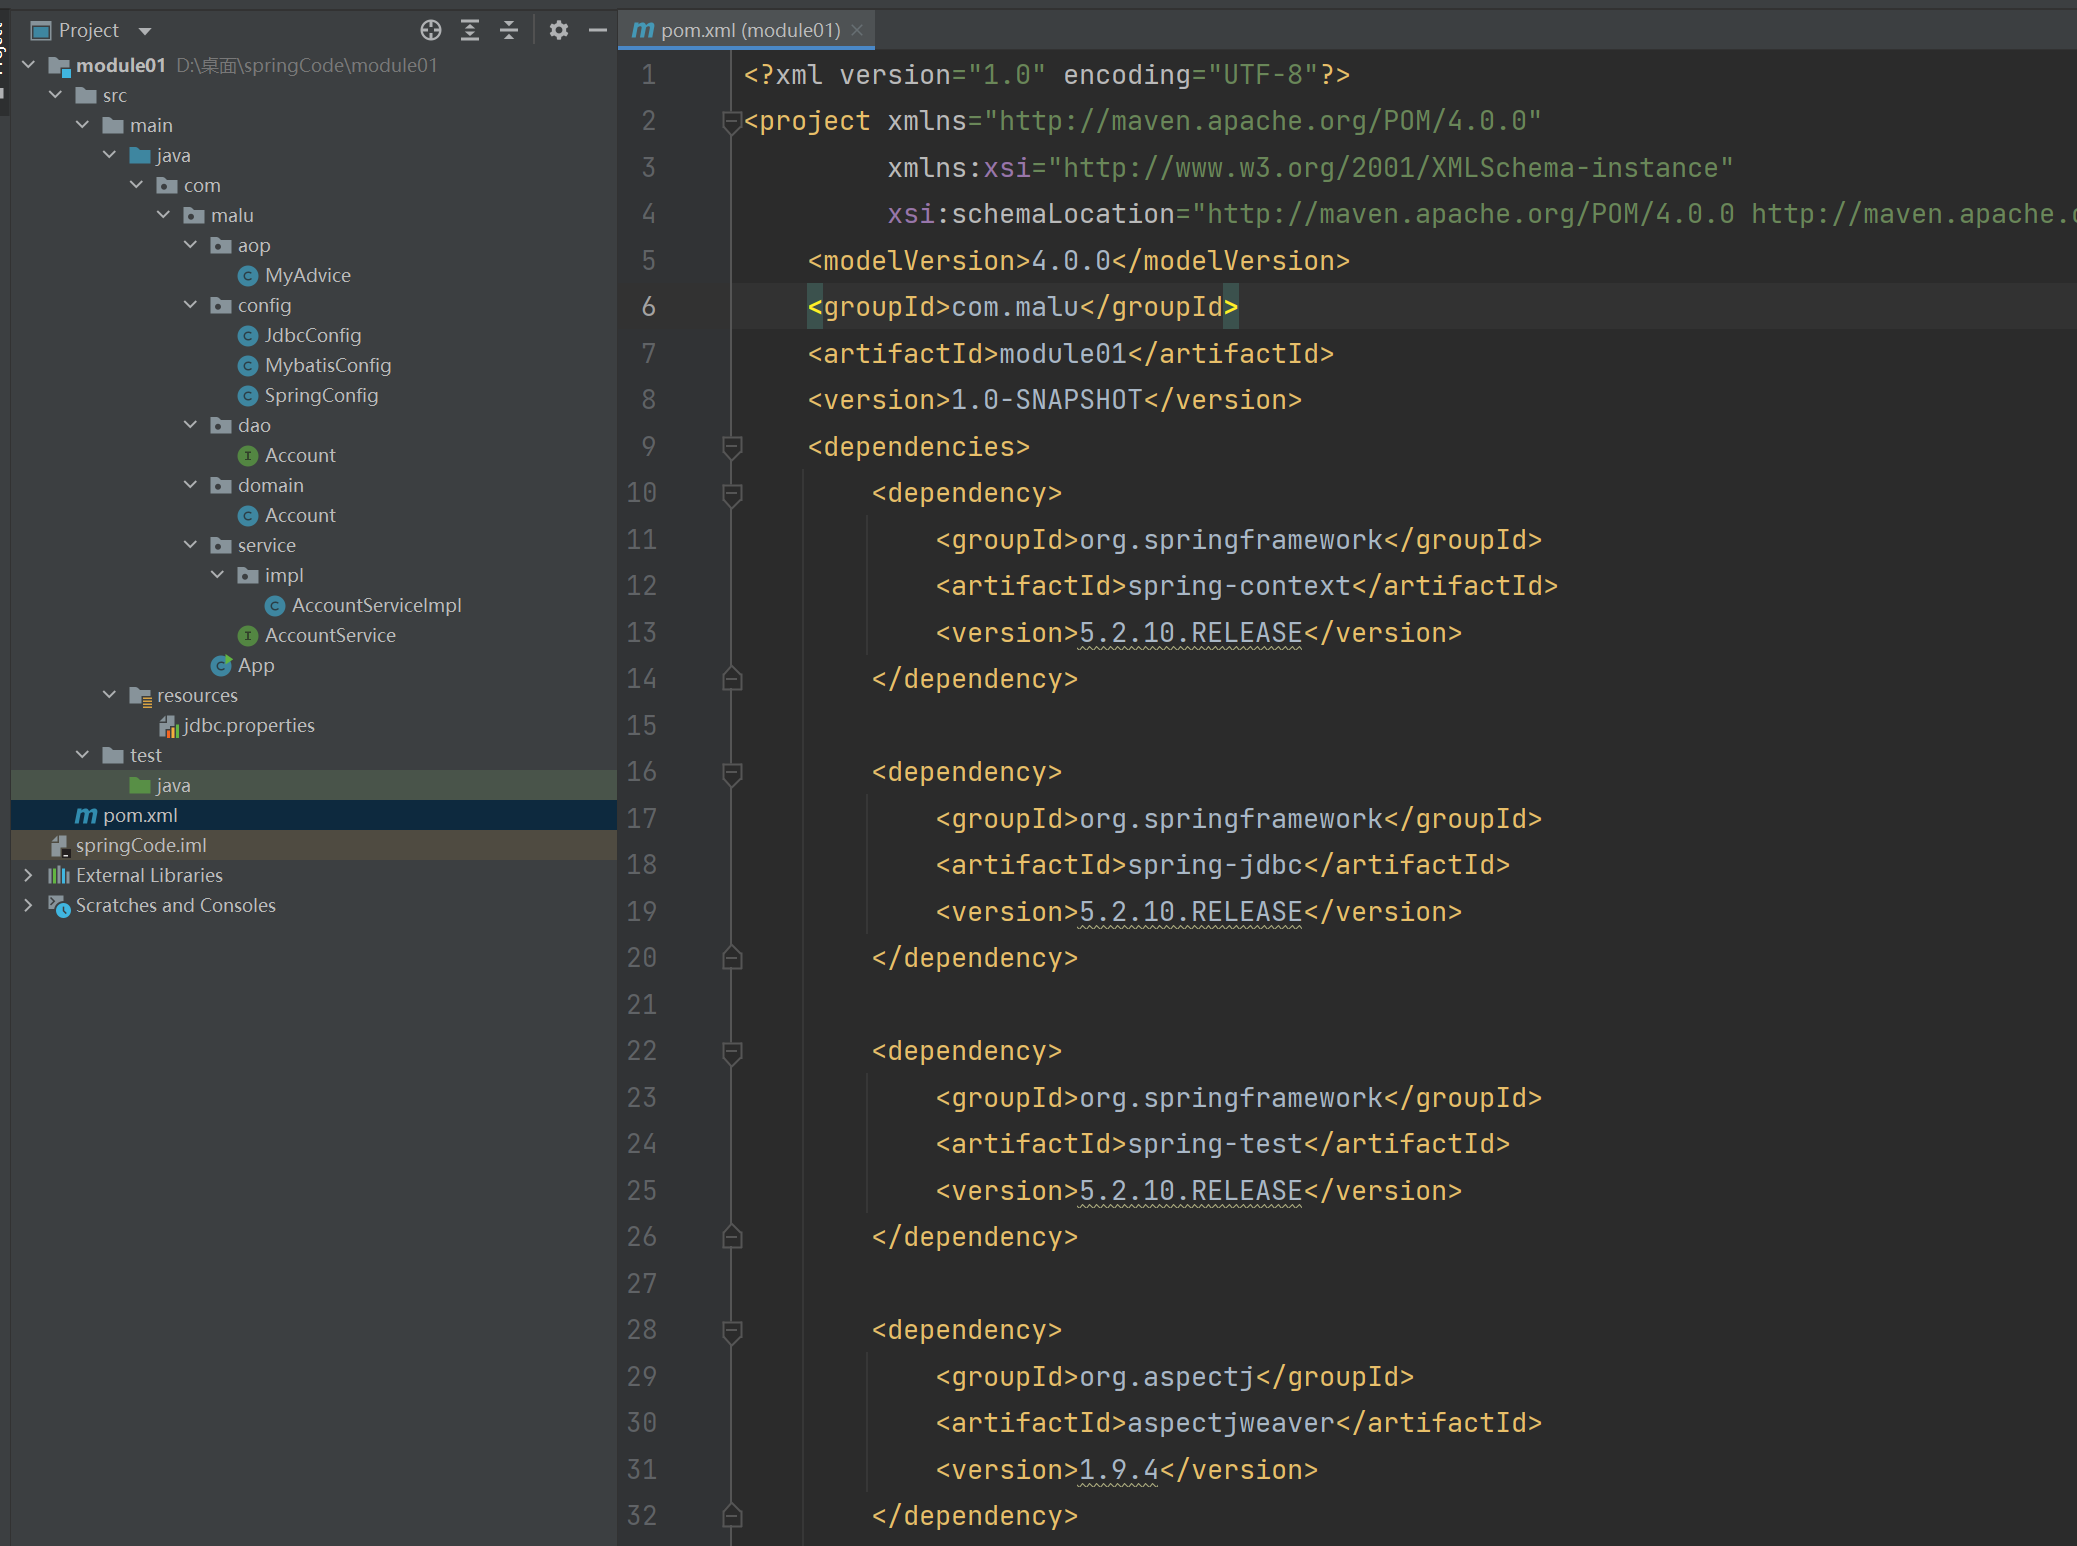 Project
module01 D:\桌面\springCode\module01
src
main
java
com
malu
aop
MyAdvice
config
JdbcConfig
MybatisConfig
SpringConfig
dao
Account
domain
Account
service
impl
AccountServiceImpl
AccountService
App
resources
jdbc.properties
test
java
pom.xml
springCode.iml
External Libraries
Scratches and Consoles
pom.xml (module01)
1 <?xml version="1.0" encoding="UTF-8"?>
2 <project xmlns="http://maven.apache.org/POM/4.0.0"
3 xmlns:xsi="http://www.w3.org/2001/XMLSchema-instance"
4 xsi:schemaLocation="http://maven.apache.org/POM/4.0.0 http://maven.apache.
5 <modelVersion>4.0.0</modelVersion>
6 <groupId>com.malu</groupId>
7 <artifactId>module01</artifactId>
8 <version>1.0-SNAPSHOT</version>
9 <dependencies>
10 <dependency>
11 <groupId>org.springframework</groupId>
12 <artifactId>spring-context</artifactId>
13 <version>5.2.10.RELEASE</version>
14 </dependency>
15
16 <dependency>
17 <groupId>org.springframework</groupId>
18 <artifactId>spring-jdbc</artifactId>
19 <version>5.2.10.RELEASE</version>
20 </dependency>
21
22 <dependency>
23 <groupId>org.springframework</groupId>
24 <artifactId>spring-test</artifactId>
25 <version>5.2.10.RELEASE</version>
26 </dependency>
27
28 <dependency>
29 <groupId>org.aspectj</groupId>
30 <artifactId>aspectjweaver</artifactId>
31 <version>1.9.4</version>
32 </dependency>